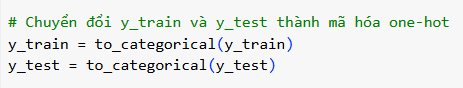 # Chuyển đổi y_train và y_test thành mã hóa one-hot
y_train = to_categorical(y_train)
y_test = to_categorical(y_test)